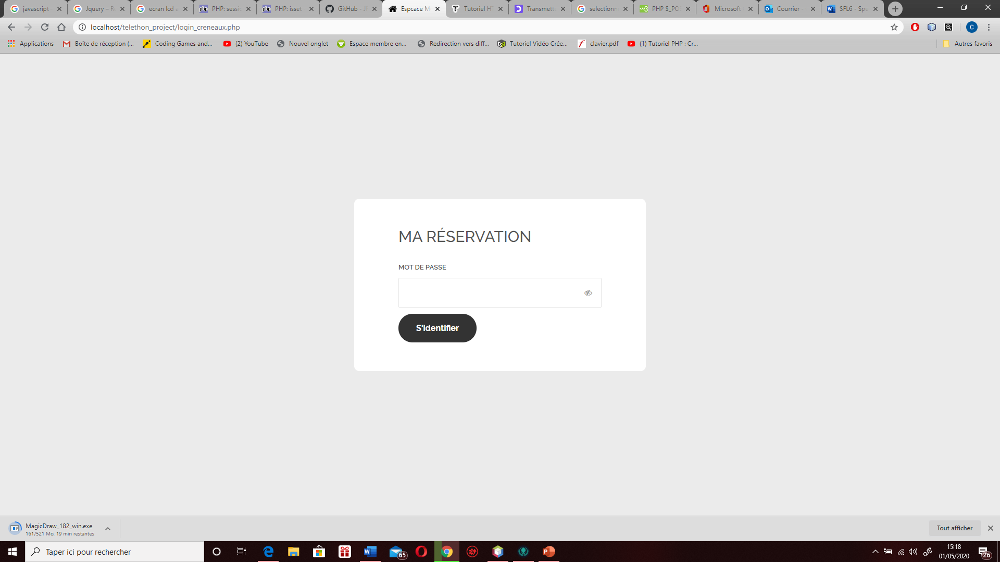 javascript -
Jquery – R
ecran lcd a
PHP: sessi
PHP: isset
GitHub - J
Espcace M
Tutoriel HT
Transmett
selectionn
PHP $_PO
Microsoft
Courrier -
SFL6 - Spe
localhost/telethon_project/login_creneaux.php
C
Applications
Boîte de réception (...
Coding Games and...
(2) YouTube
Nouvel onglet
Espace membre en...
Redirection vers diff...
Tutoriel Vidéo Crée...
clavier.pdf
(1) Tutoriel PHP : Cr...
Autres favoris
MA RÉSERVATION
MOT DE PASSE
S'identifier
MagicDraw_182_win.exe
161/521 Mo, 19 min restantes
Tout afficher
Taper ici pour rechercher
65
15:18
01/05/2020
26